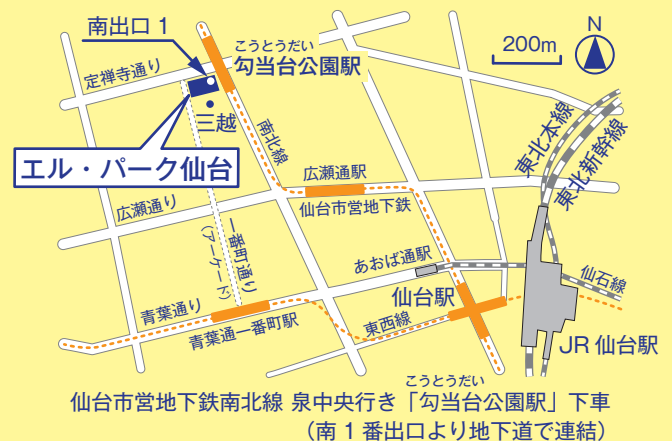 南出口 1
こうとうだい
勾当台公園駅
N
200m
定禅寺通り
三越
エル・パーク仙台
南北線
東北本線
東北新幹線
広瀬通駅
仙台市営地下鉄
広瀬通り
一番町通り
(アーケード)
あおば通駅
仙台駅
仙石線
青葉通り
青葉通一番町駅
東西線
JR 仙台駅
こうとうだい
仙台市営地下鉄南北線 泉中央行き「勾当台公園駅」下車
(南 1 番出口より地下道で連結)